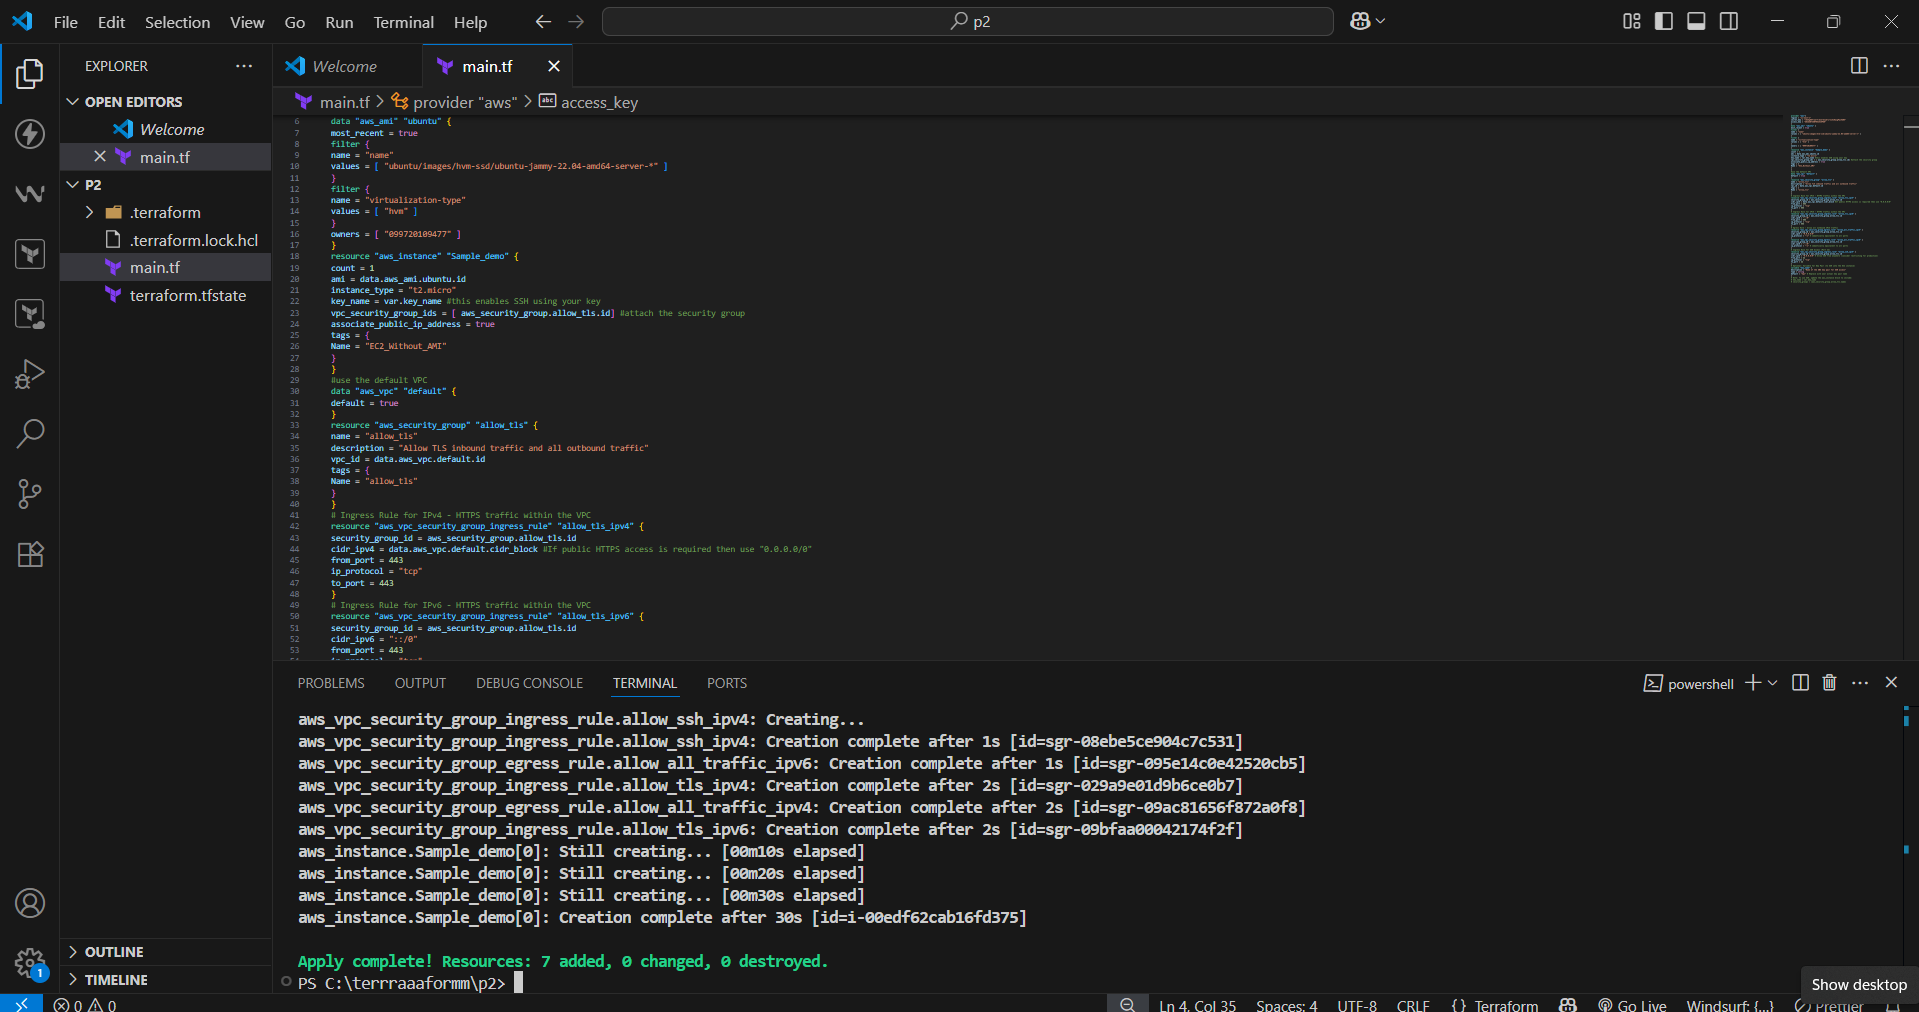 File Edit Selection View Go Run Terminal Help
p2
EXPLORER
OPEN EDITORS
Welcome
main.tf
P2
.terraform
.terraform.lock.hcl
main.tf
terraform.tfstate
OUTLINE
TIMELINE
1
Welcome
main.tf
main.tf > provider "aws" > access_key
6 data "aws_ami" "ubuntu" {
7 most_recent = true
8 filter {
9 name = "name"
10 values = [ "ubuntu/images/hvm-ssd/ubuntu-jammy-22.04-amd64-server-*" ]
11 }
12 filter {
13 name = "virtualization-type"
14 values = [ "hvm" ]
15 }
16 owners = [ "099720109477" ]
17 }
18 resource "aws_instance" "Sample_demo" {
19 count = 1
20 ami = data.aws_ami.ubuntu.id
21 instance_type = "t2.micro"
22 key_name = var.key_name #this enables SSH using your key
23 vpc_security_group_ids = [ aws_security_group.allow_tls.id] #attach the security group
24 associate_public_ip_address = true
25 tags = {
26 Name = "EC2_Without_AMI"
27 }
28 }
29 #use the default VPC
30 data "aws_vpc" "default" {
31 default = true
32 }
33 resource "aws_security_group" "allow_tls" {
34 name = "allow_tls"
35 description = "Allow TLS inbound traffic and all outbound traffic"
36 vpc_id = data.aws_vpc.default.id
37 tags = {
38 Name = "allow_tls"
39 }
40 }
41 # Ingress Rule for IPv4 - HTTPS traffic within the VPC
42 resource "aws_vpc_security_group_ingress_rule" "allow_tls_ipv4" {
43 security_group_id = aws_security_group.allow_tls.id
44 cidr_ipv4 = data.aws_vpc.default.cidr_block #If public HTTPS access is required then use "0.0.0.0/0"
45 from_port = 443
46 ip_protocol = "tcp"
47 to_port = 443
48 }
49 # Ingress Rule for IPv6 - HTTPS traffic within the VPC
50 resource "aws_vpc_security_group_ingress_rule" "allow_tls_ipv6" {
51 security_group_id = aws_security_group.allow_tls.id
52 cidr_ipv6 = "::/0"
53 from_port = 443
PROBLEMS OUTPUT DEBUG CONSOLE TERMINAL PORTS
powershell
aws_vpc_security_group_ingress_rule.allow_ssh_ipv4: Creating...
aws_vpc_security_group_ingress_rule.allow_ssh_ipv4: Creation complete after 1s [id=sgr-08ebe5ce904c7c531]
aws_vpc_security_group_egress_rule.allow_all_traffic_ipv6: Creation complete after 1s [id=sgr-095e14c0e42520cb5]
aws_vpc_security_group_ingress_rule.allow_tls_ipv4: Creation complete after 2s [id=sgr-029a9e01d9b6ce0b7]
aws_vpc_security_group_egress_rule.allow_all_traffic_ipv4: Creation complete after 2s [id=sgr-09ac81656f872a0f8]
aws_vpc_security_group_ingress_rule.allow_tls_ipv6: Creation complete after 2s [id=sgr-09bfaa00042174f2f]
aws_instance.Sample_demo[0]: Still creating... [00m10s elapsed]
aws_instance.Sample_demo[0]: Still creating... [00m20s elapsed]
aws_instance.Sample_demo[0]: Still creating... [00m30s elapsed]
aws_instance.Sample_demo[0]: Creation complete after 30s [id=i-00edf62cab16fd375]
Apply complete! Resources: 7 added, 0 changed, 0 destroyed.
PS C:\terrraaaformm\p2>
Show desktop
0 0
Ln 4, Col 35 Spaces: 4 UTF-8 CRLF {} Terraform Go Live Windsurf: {...} Prettier